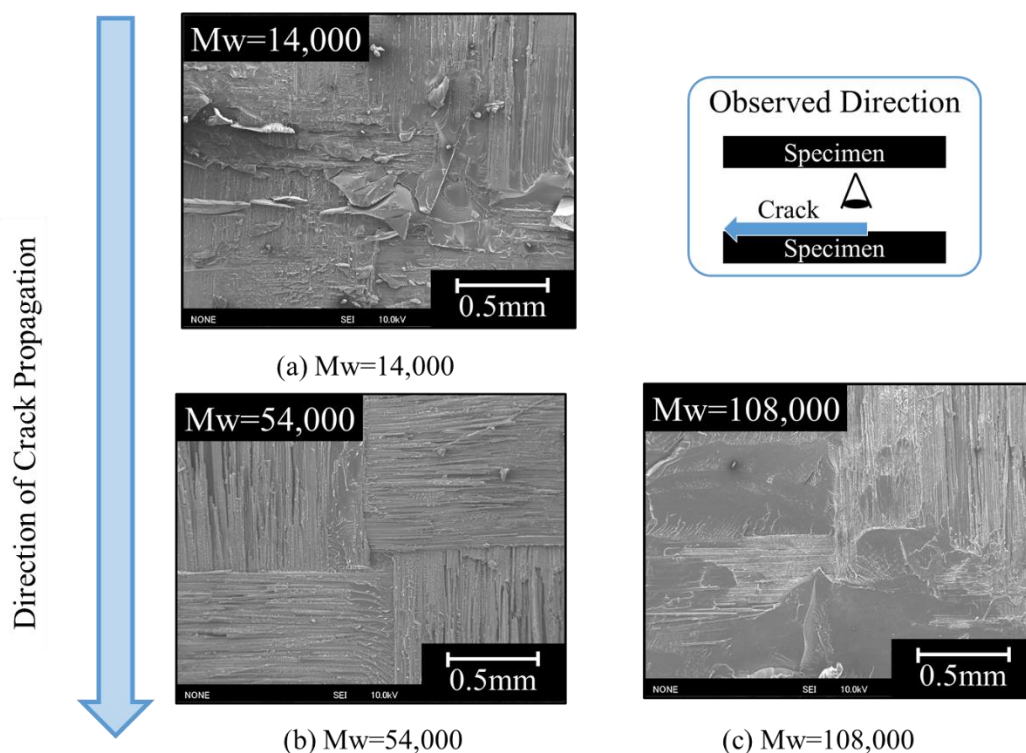 Direction of Crack Propagation
Mw=14,000
0.5mm
NONE SEI 10.0kV
(a) Mw=14,000
Observed Direction
Specimen
Crack
Specimen
Mw=54,000
0.5mm
NONE SEI 10.0kV
(b) Mw=54,000
Mw=108,000
0.5mm
NONE SEI 10.0kV
(c) Mw=108,000